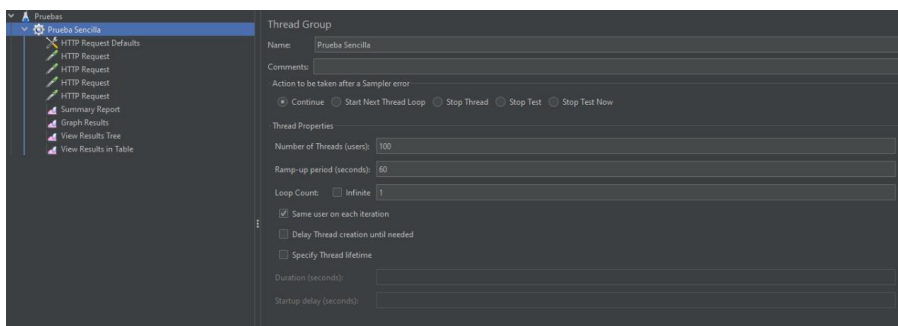 Pruebas
Prueba Sencilla
HTTP Request Defaults
HTTP Request
HTTP Request
HTTP Request
HTTP Request
Summary Report
Graph Results
View Results Tree
View Results in Table
Thread Group
Name: Prueba Sencilla
Comments:
Action to be taken after a Sampler error
Continue Start Next Thread Loop Stop Thread Stop Test Stop Test Now
Thread Properties
Number of Threads (users): 100
Ramp-up period (seconds): 60
Loop Count: Infinite 1
Same user on each iteration
Delay Thread creation until needed
Specify Thread lifetime
Duration (seconds):
Startup delay (seconds):